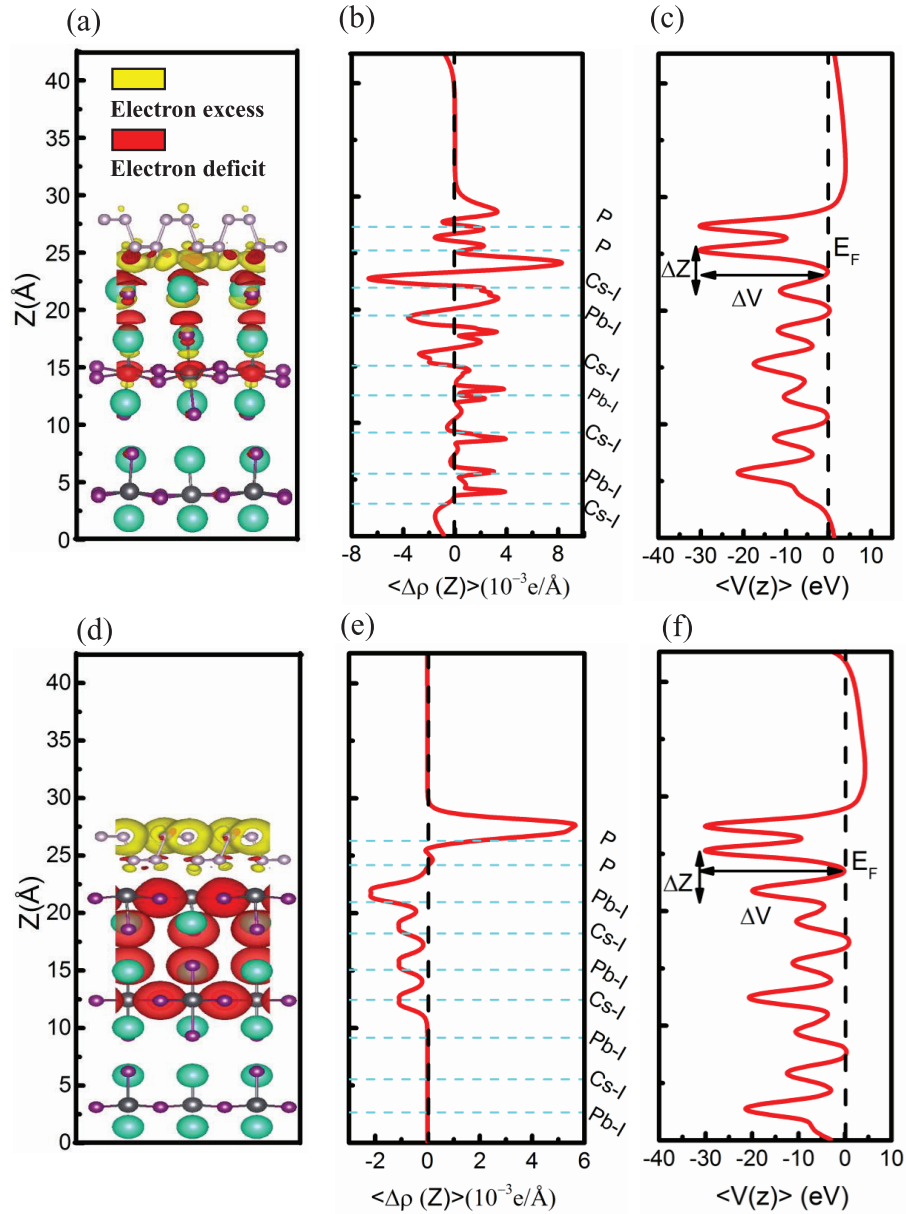 (a)
(b)
(c)
40
35
30
25
20
15
10
5
0
Z(Å)
Electron excess
Electron deficit
P
P
Cs-I
Pb-I
Cs-I
Pb-I
Cs-I
Pb-I
Cs-I
-8 -4 0 4 8
<Δρ (Z)>(10⁻³e/Å)
E_F
ΔZ
ΔV
-40 -30 -20 -10 0 10
<V(z)> (eV)
(d)
(e)
(f)
40
35
30
25
20
15
10
5
0
Z(Å)
P
P
Pb-I
Cs-I
Pb-I
Cs-I
Pb-I
Cs-I
Pb-I
-2 0 2 4 6
<Δρ (Z)>(10⁻³e/Å)
E_F
ΔZ
ΔV
-40 -30 -20 -10 0 10
<V(z)> (eV)